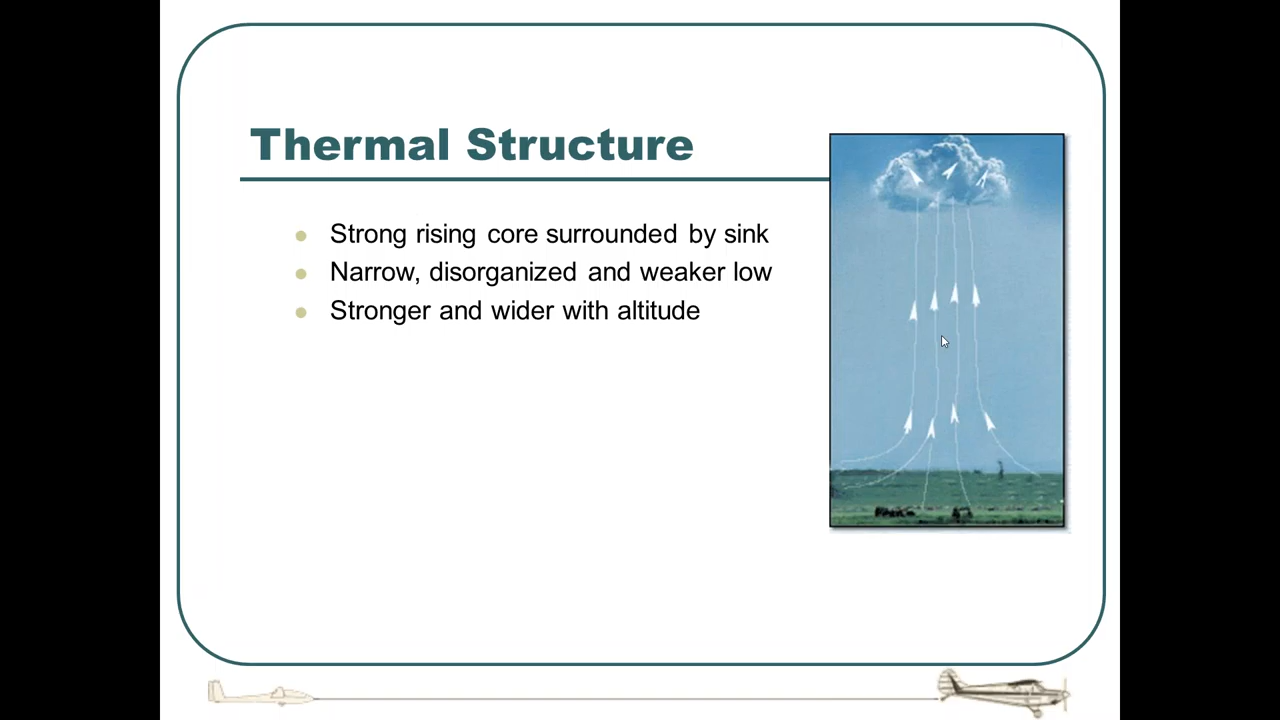 Thermal Structure
Strong rising core surrounded by sink
Narrow, disorganized and weaker low
Stronger and wider with altitude